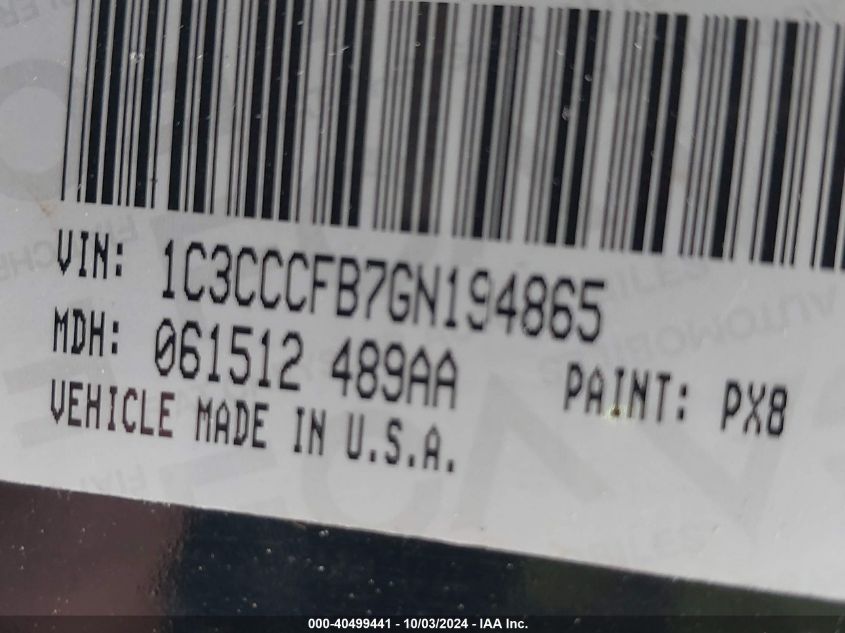 VIN: 1C3CCCFB7GN194865
MDH: 061512 489AA PAINT: PX8
VEHICLE MADE IN U.S.A.
000-40499441 - 10/03/2024 - IAA Inc.